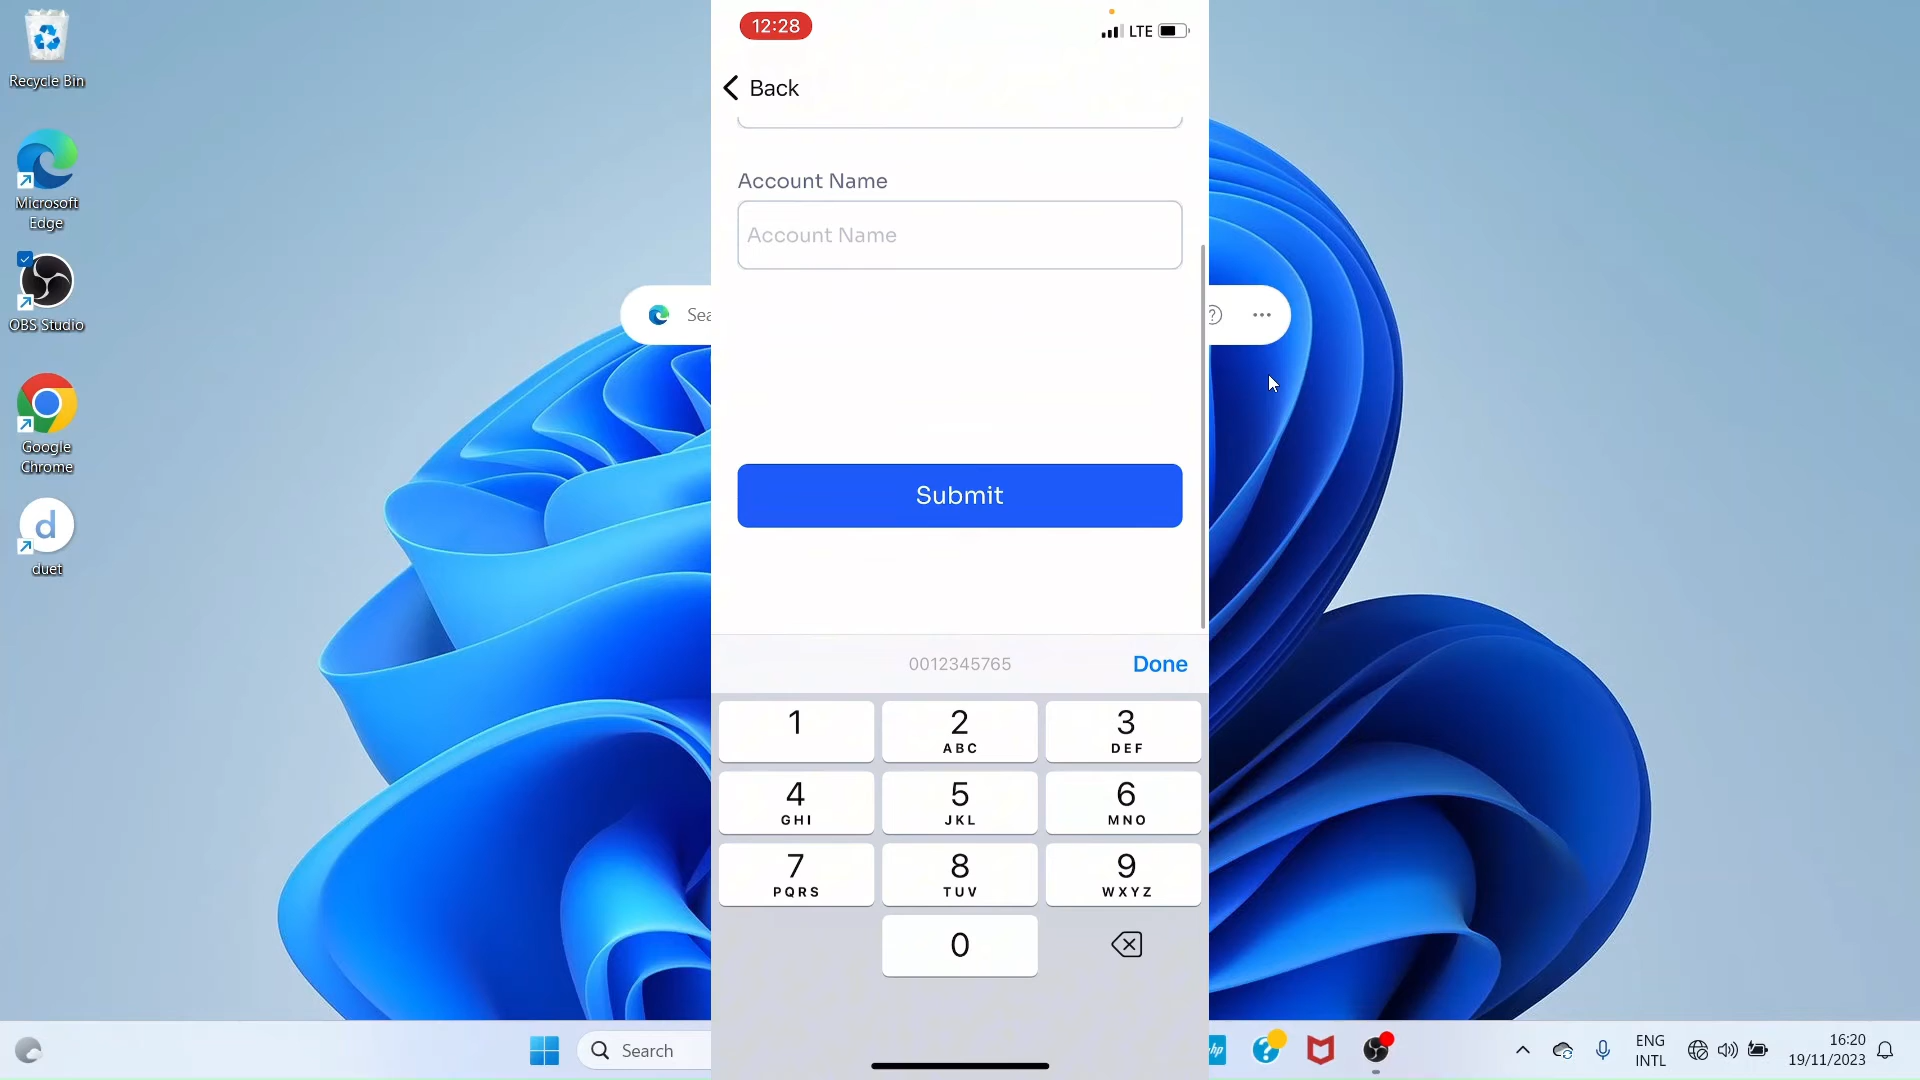 Recycle Bin
Microsoft
Edge
OBS Studio
Google
Chrome
d
duet
12:28
LTE
Back
Account Name
Account Name
Sea
?
Submit
0012345765
Done
1
2
ABC
3
DEF
4
GHI
5
JKL
6
MNO
7
PQRS
8
TUV
9
WXYZ
0
Search
hp
?
ENG
INTL
16:20
19/11/2023